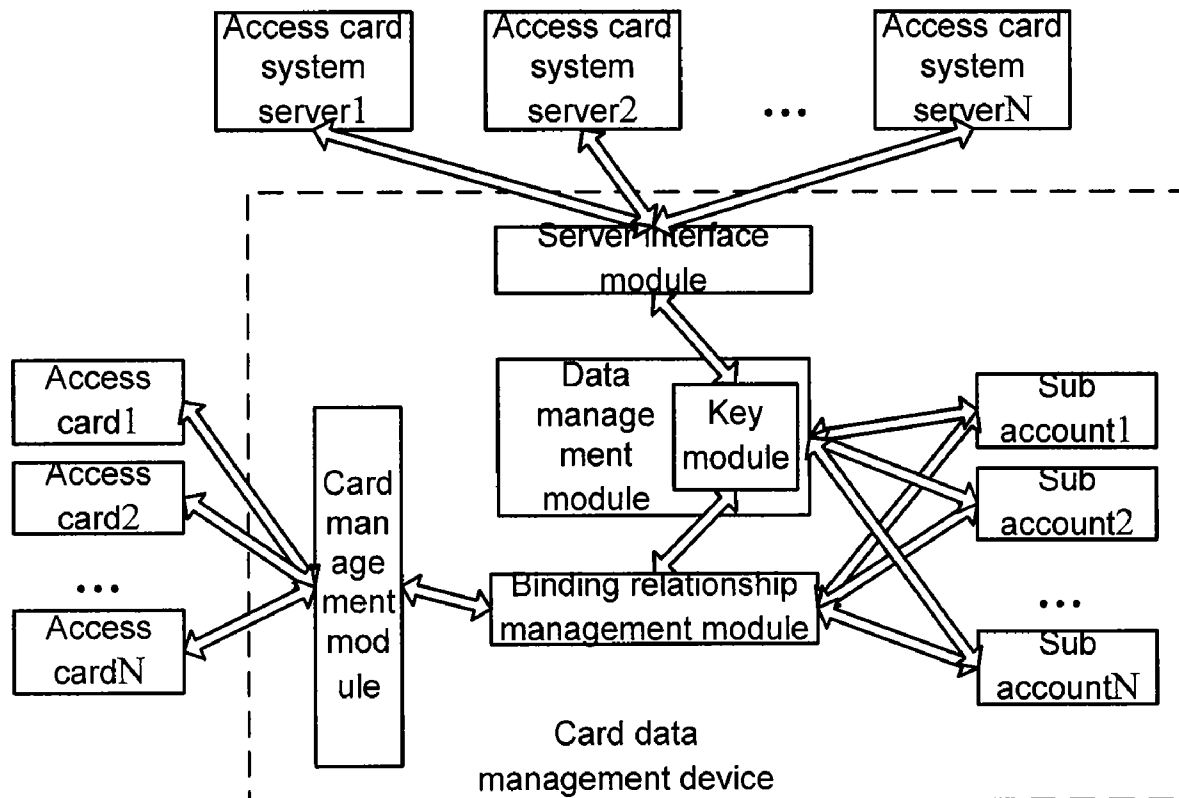 Access card
system
server1
Access card
system
server2
...
Access card
system
serverN
Server interface
module
Data
manage
ment
module
Key
module
Access
card1
Access
card2
...
Access
cardN
Card
man
age
ment
mod
ule
Binding relationship
management module
Sub
account1
Sub
account2
...
Sub
accountN
Card data
management device